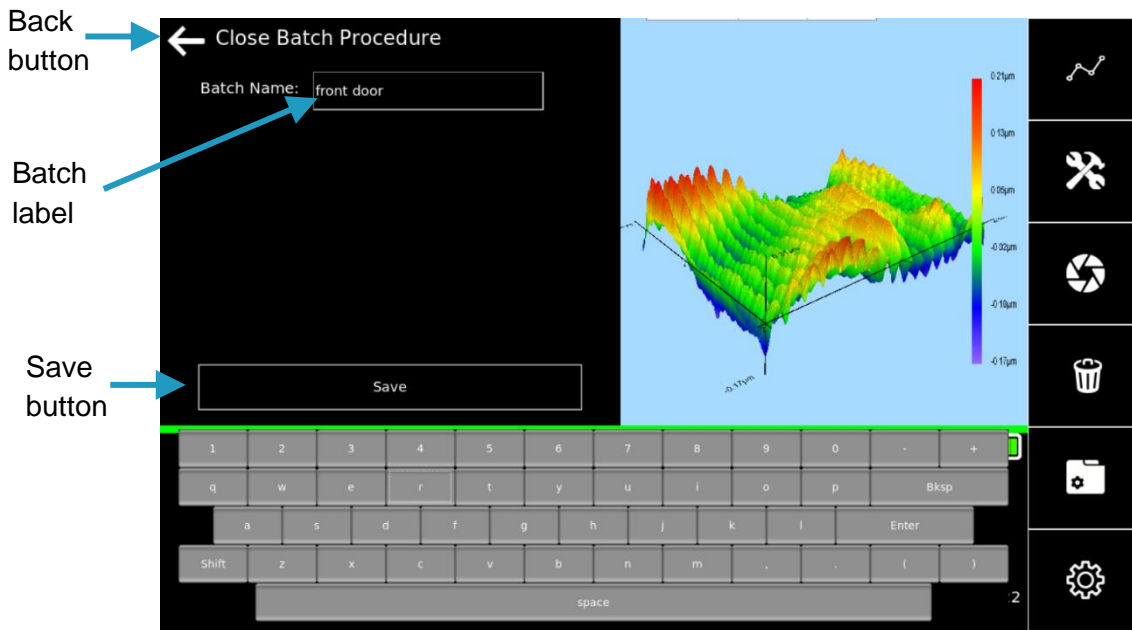 Back
button
Close Batch Procedure
Batch Name:
front door
Batch
label
Save
button
Save
0·21µm
0·13µm
0·05µm
-0·02µm
-0·10µm
-0·17µm
-0.17µm
1 2 3 4 5 6 7 8 9 0 - +
q w e r t y u i o p Bksp
a s d f g h j k l Enter
Shift z x c v b n m , . ( )
space
:2